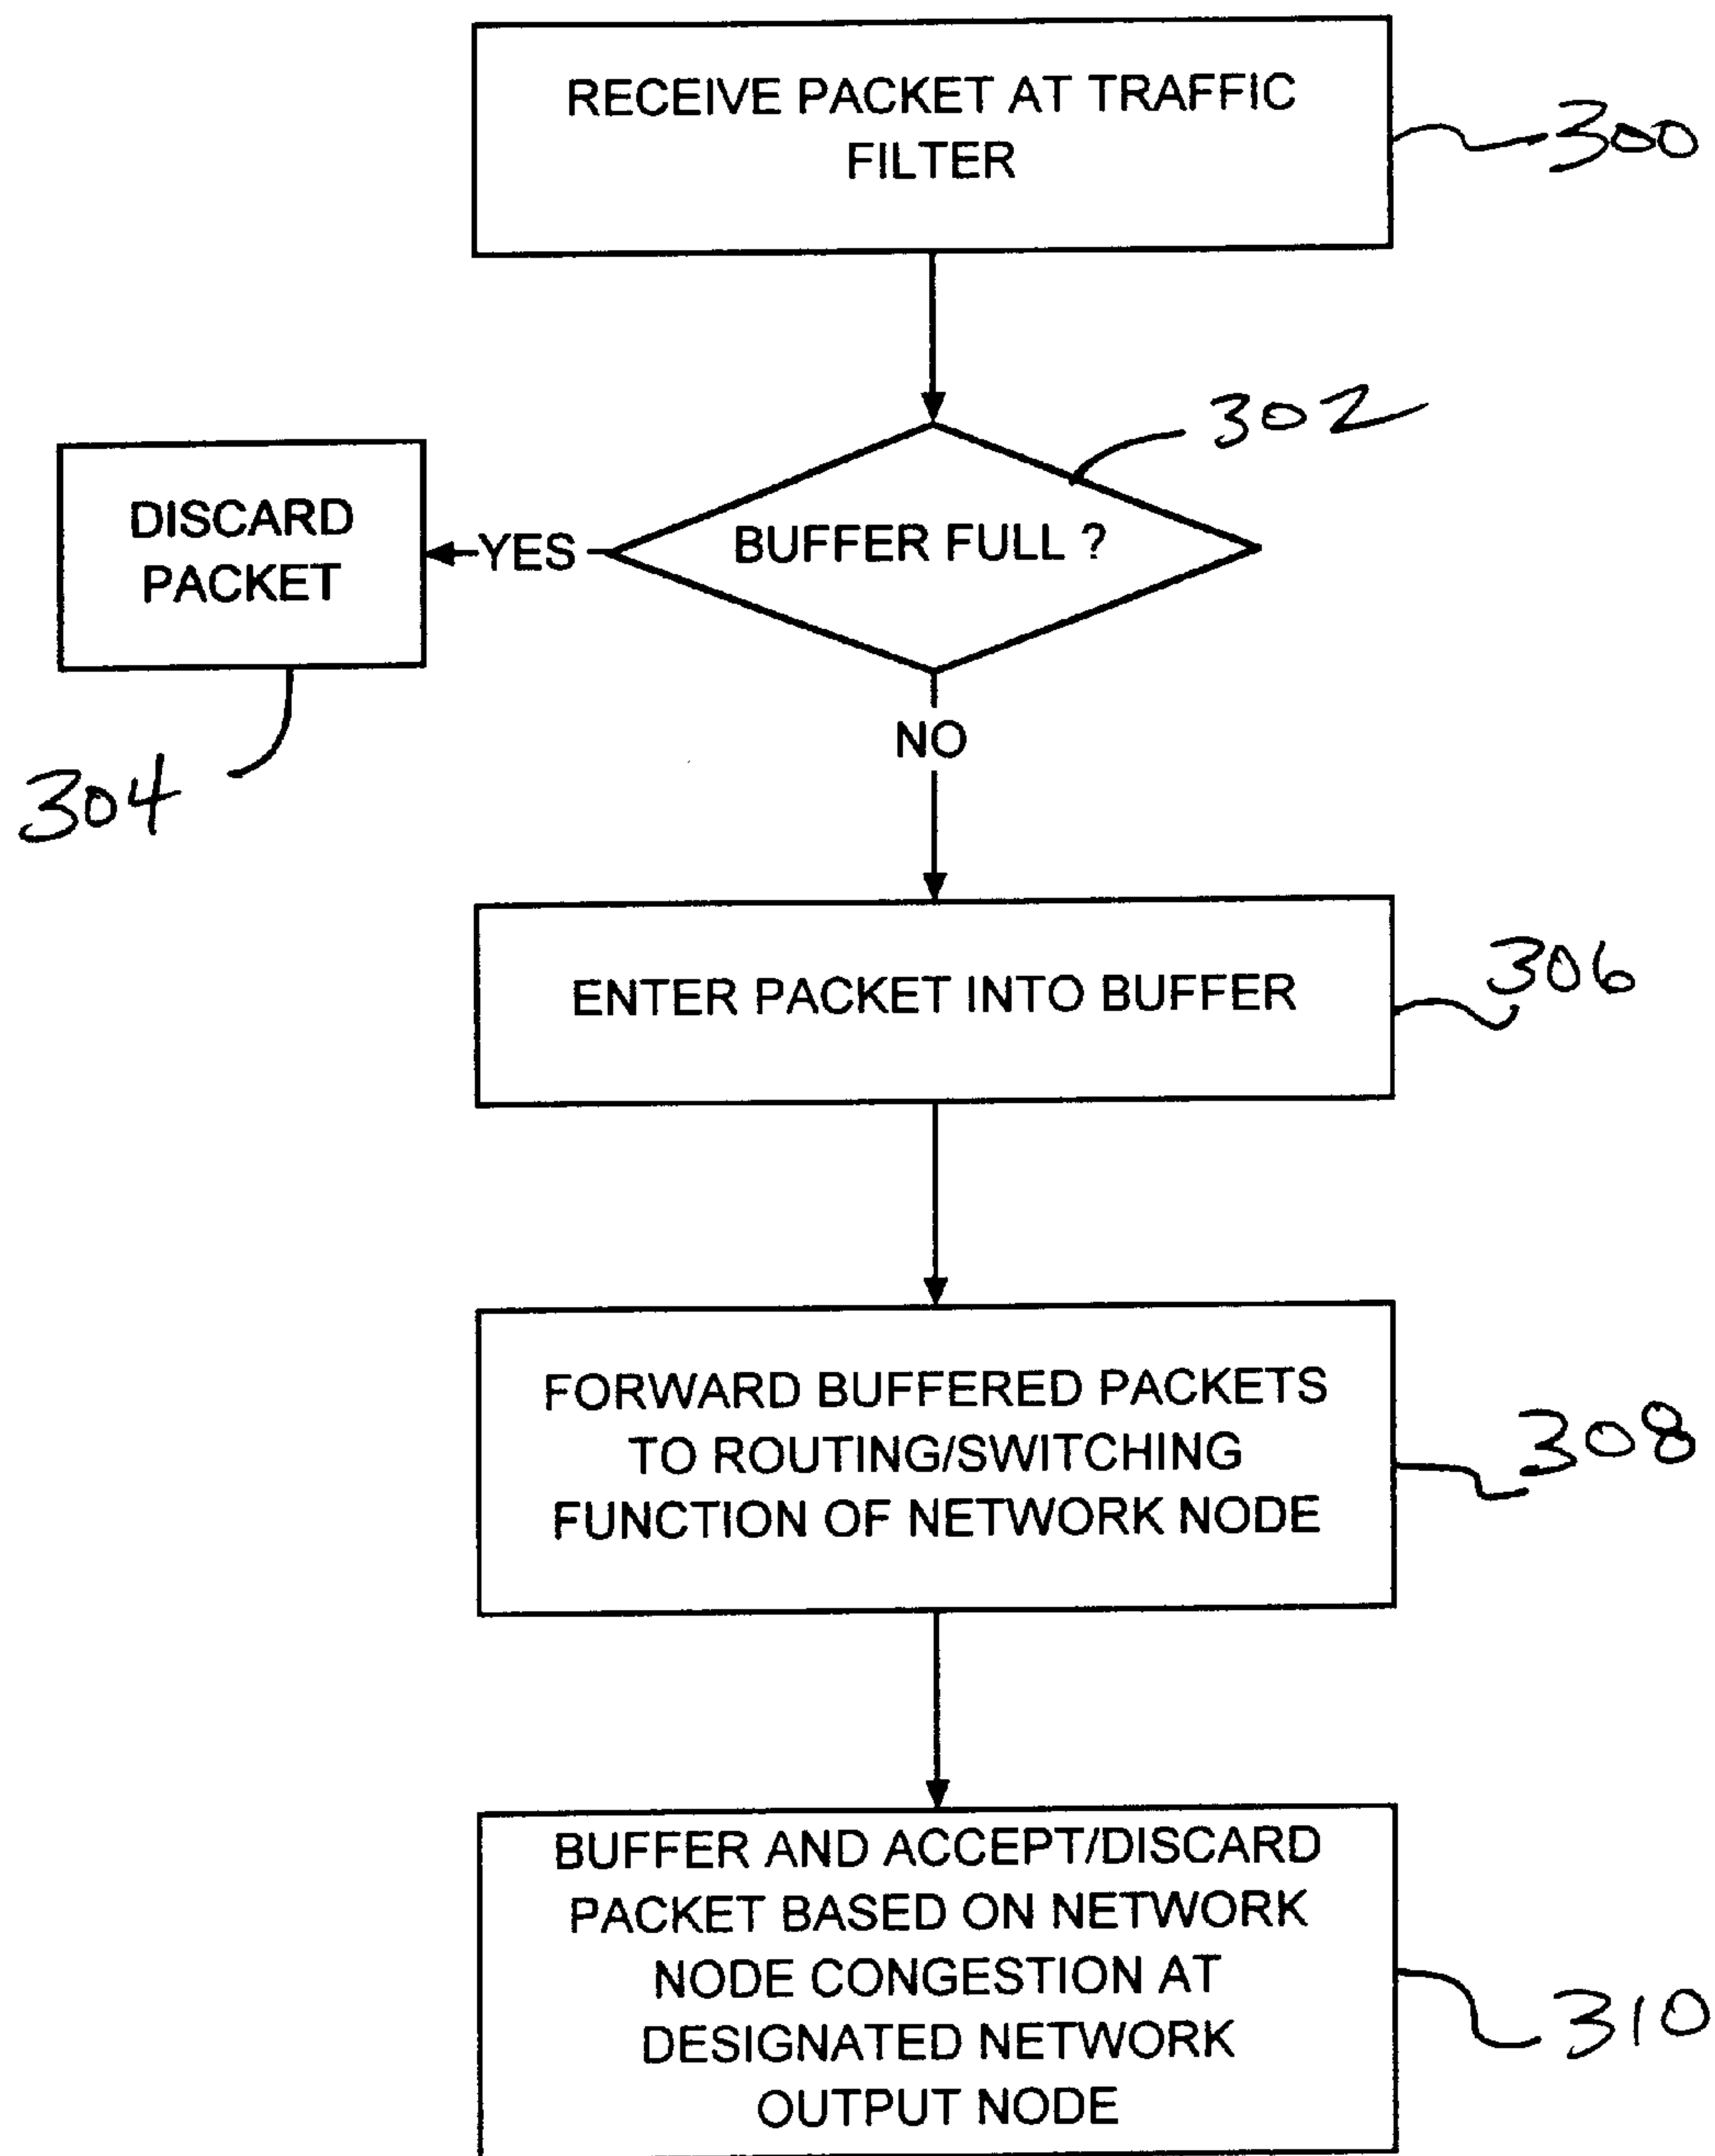 RECEIVE PACKET AT TRAFFIC
FILTER
300
302
BUFFER FULL ?
YES
DISCARD
PACKET
304
NO
ENTER PACKET INTO BUFFER
306
FORWARD BUFFERED PACKETS
TO ROUTING/SWITCHING
FUNCTION OF NETWORK NODE
308
BUFFER AND ACCEPT/DISCARD
PACKET BASED ON NETWORK
NODE CONGESTION AT
DESIGNATED NETWORK
OUTPUT NODE
310